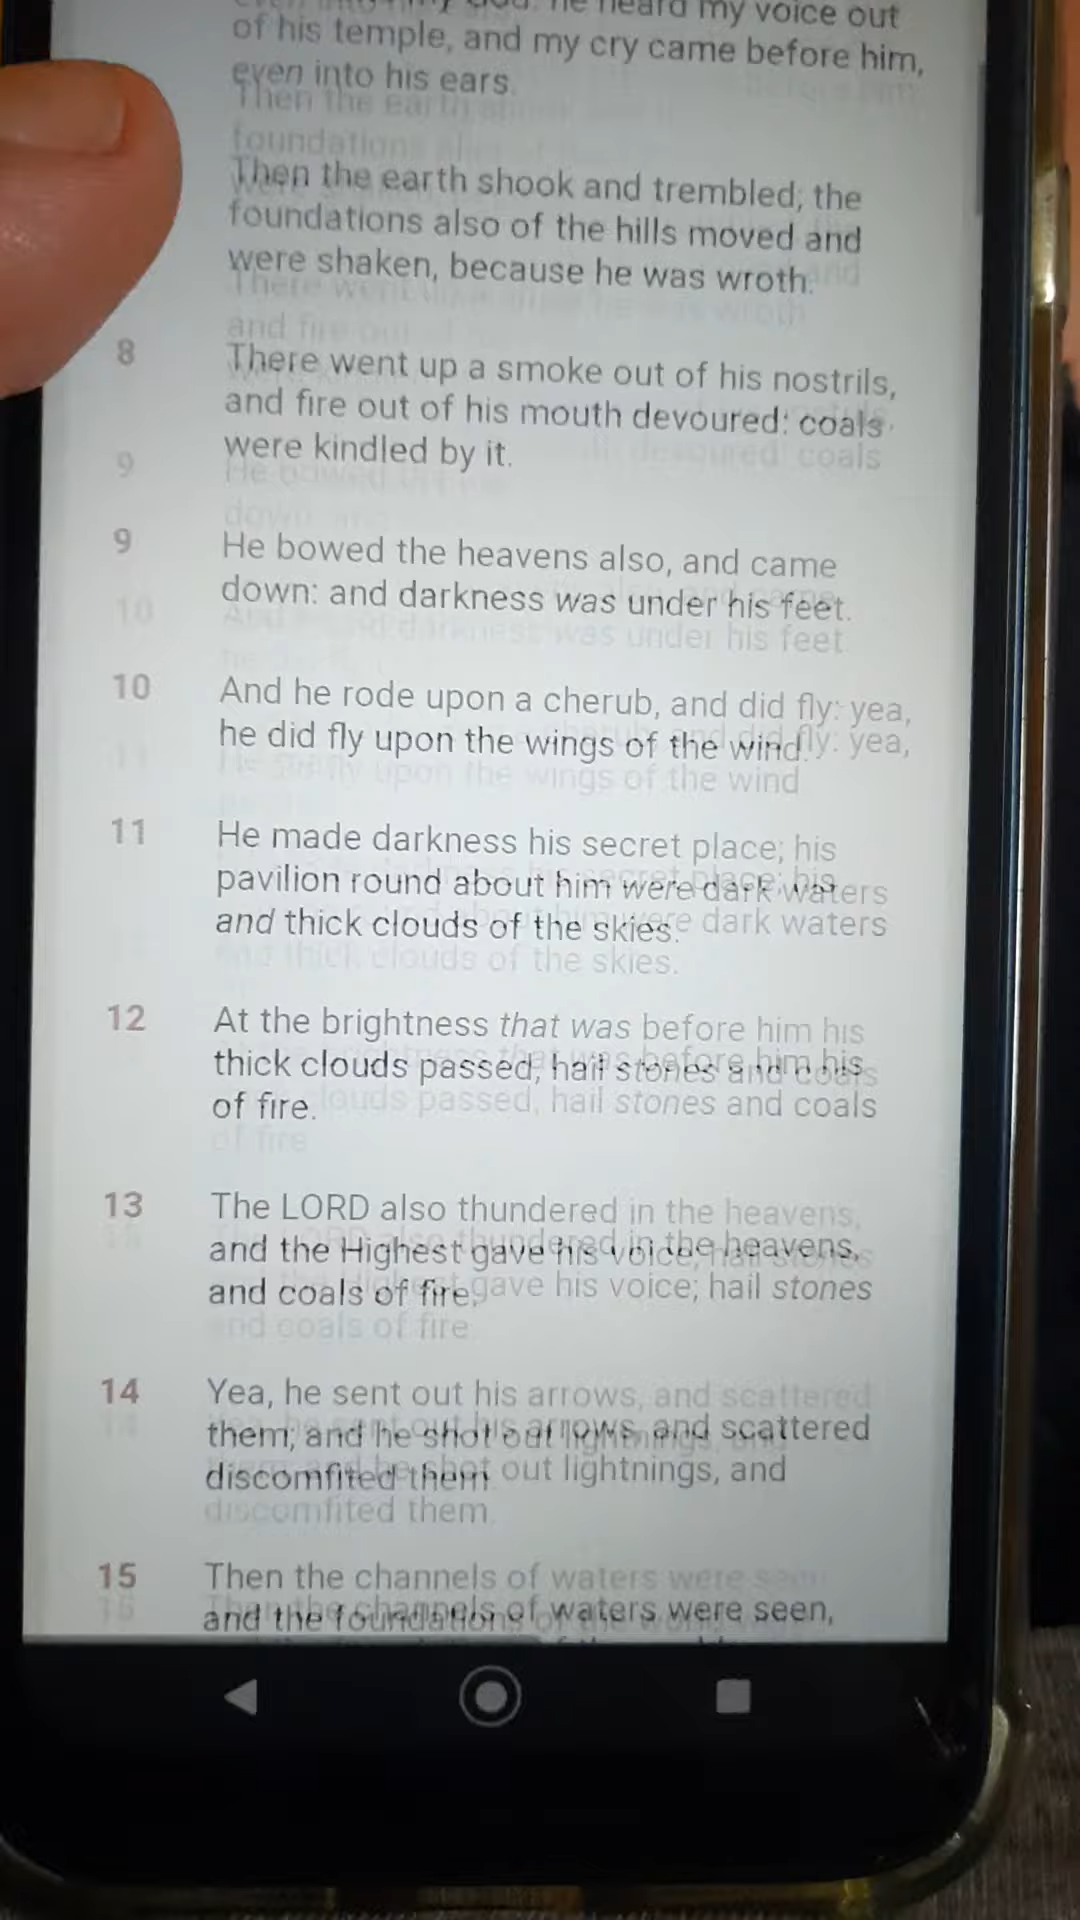 my voice out
of his temple, and my cry came before him,
even into his ears.
Then the earth shook and trembled; the
foundations also of the hills moved and
were shaken, because he was wroth.
8 There went up a smoke out of his nostrils,
and fire out of his mouth devoured: coals
were kindled by it.
9 He bowed the heavens also, and came
down: and darkness was under his feet.
10 And he rode upon a cherub, and did fly: yea,
he did fly upon the wings of the wind.
11 He made darkness his secret place; his
pavilion round about him were dark waters
and thick clouds of the skies.
12 At the brightness that was before him his
thick clouds passed, hail stones and coals
of fire.
13 The LORD also thundered in the heavens,
and the Highest gave his voice; hail stones
and coals of fire.
14 Yea, he sent out his arrows, and scattered
them; and he shot out lightnings, and
discomfited them.
15 Then the channels of waters were seen,
and the foundations